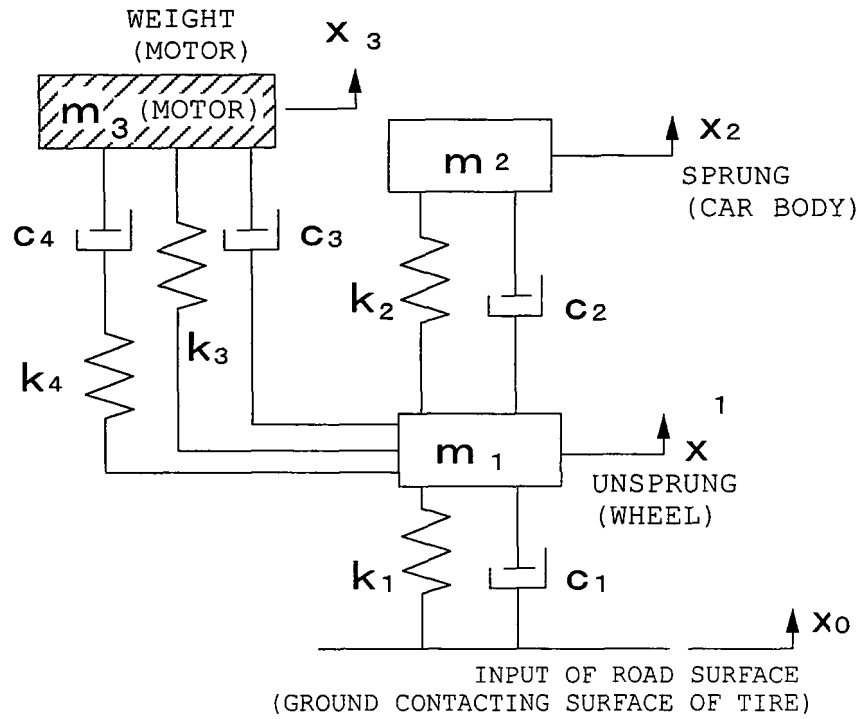 WEIGHT
(MOTOR)
x 3
m 3 (MOTOR)
x2
m 2
SPRUNG
(CAR BODY)
c4
c3
k2
c2
k3
k4
1
m 1
x
UNSPRUNG
(WHEEL)
k1
c1
x0
INPUT OF ROAD SURFACE
(GROUND CONTACTING SURFACE OF TIRE)